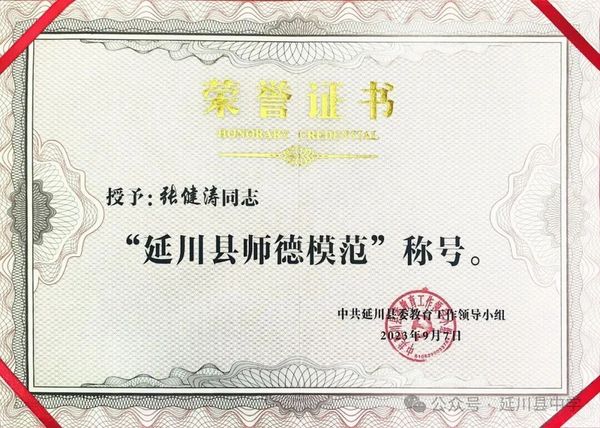 荣誉证书
HONORARY CREDENTIAL
授予：张健涛同志
“延川县师德模范”称号。
中共延川县委教育工作领导小组
2023年9月7日
公众号·延川县中学